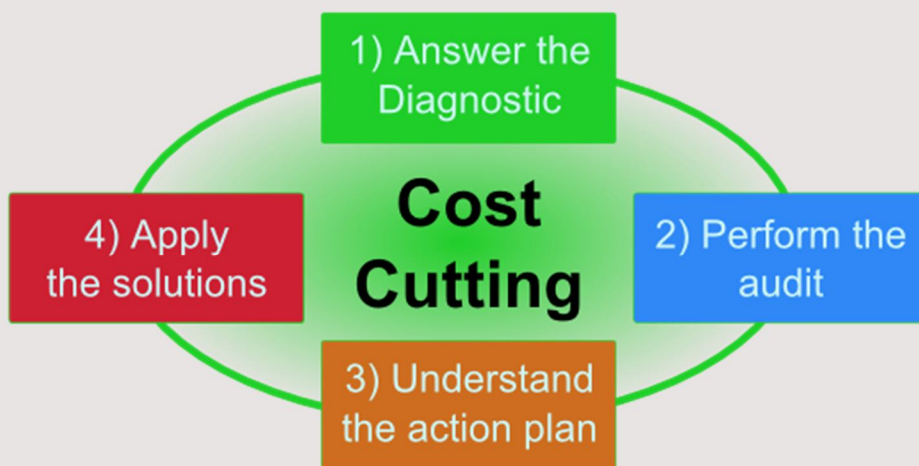 1) Answer the
Diagnostic
Cost
Cutting
4) Apply
the solutions
2) Perform the
audit
3) Understand
the action plan